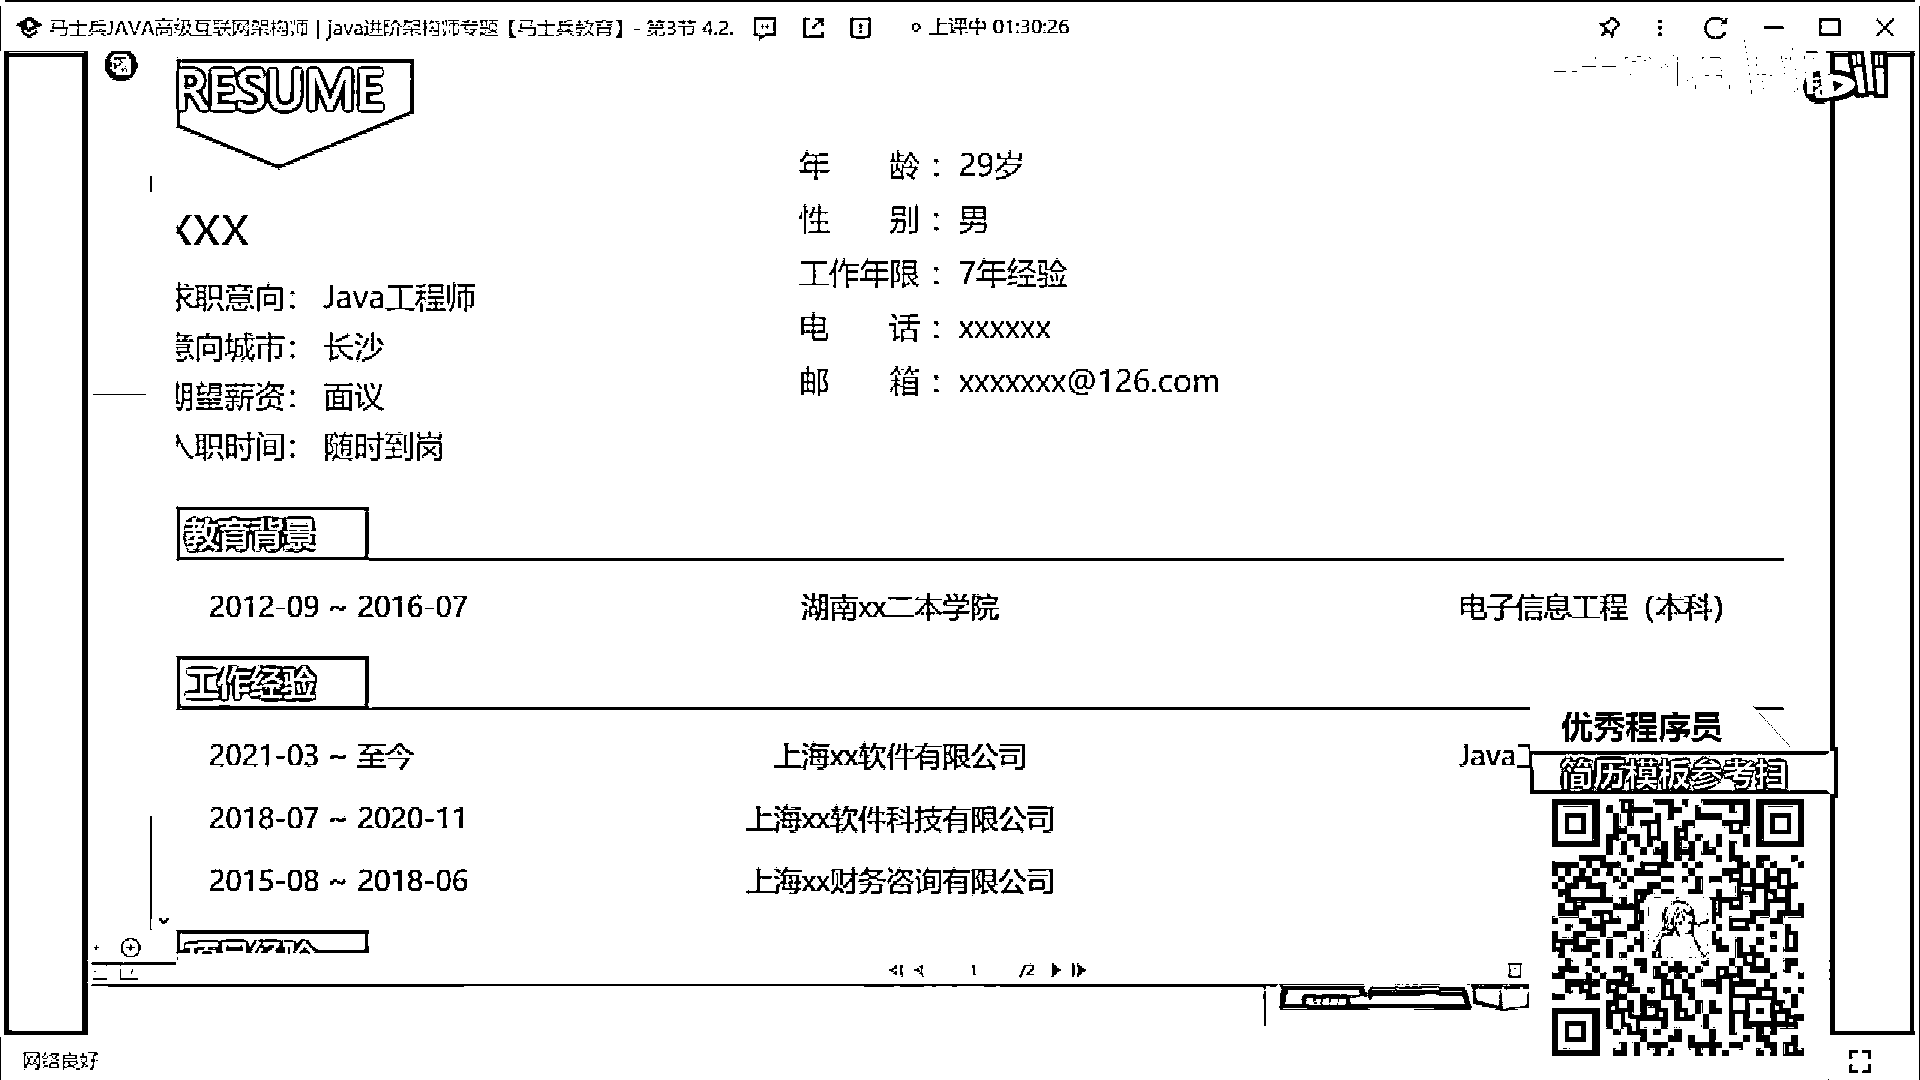 马士兵JAVA高级互联网架构师 | java进阶架构师专题【马士兵教育】- 第3节 4.2. 上课中 01:30:26
RESUME
XXX
求职意向： Java工程师
意向城市： 长沙
期望薪资： 面议
入职时间： 随时到岗
年龄：29岁
性别：男
工作年限：7年经验
电话：xxxxxx
邮箱：xxxxxxx@126.com
教育背景
2012-09 ~ 2016-07 湖南xx二本学院 电子信息工程（本科）
工作经验
2021-03 ~ 至今 上海xx软件有限公司 Java
2018-07 ~ 2020-11 上海xx软件科技有限公司
2015-08 ~ 2018-06 上海xx财务咨询有限公司
项目经验
优秀程序员
简历模板参考扫
1 /2
网络良好